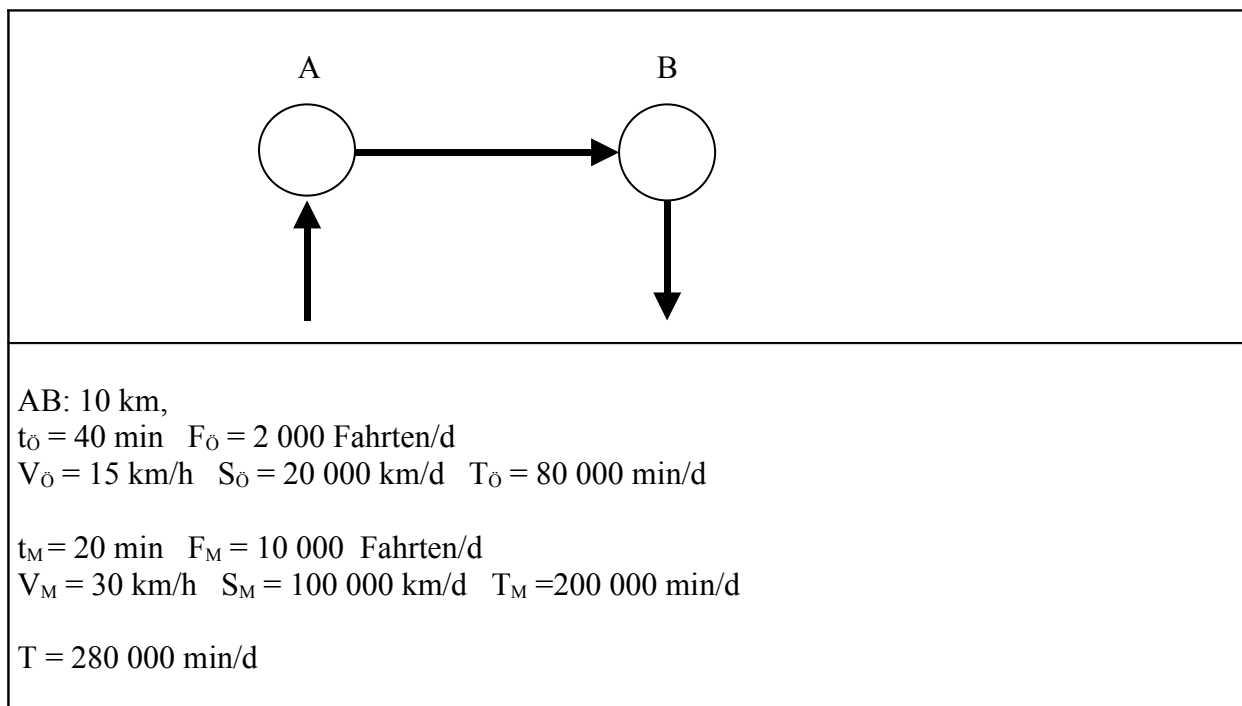 A B
AB: 10 km,
tÖ = 40 min FÖ = 2 000 Fahrten/d
VÖ = 15 km/h SÖ = 20 000 km/d TÖ = 80 000 min/d
tM = 20 min FM = 10 000 Fahrten/d
VM = 30 km/h SM = 100 000 km/d TM =200 000 min/d
T = 280 000 min/d